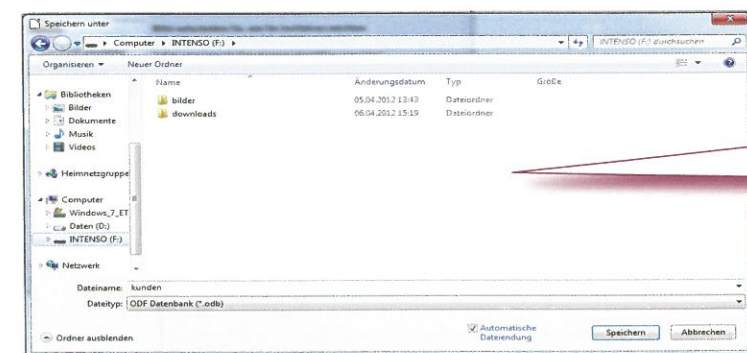 Speichern unter
Computer ▸ INTENSO (F:) ▸
INTENSO (F:) durchsuchen
Organisieren ▾ Neuer Ordner
Name Änderungsdatum Typ Größe
Bibliotheken
Bilder
Dokumente
Musik
Videos
Heimnetzgruppe
Computer
Windows_7_ET
Daten (D:)
INTENSO (F:)
Netzwerk
bilder 05.04.2012 13:43 Dateiordner
downloads 06.04.2012 15:19 Dateiordner
Dateiname: kunden
Dateityp: ODF Datenbank (*.odb)
Ordner ausblenden
Automatische
Dateiendung
Speichern Abbrechen